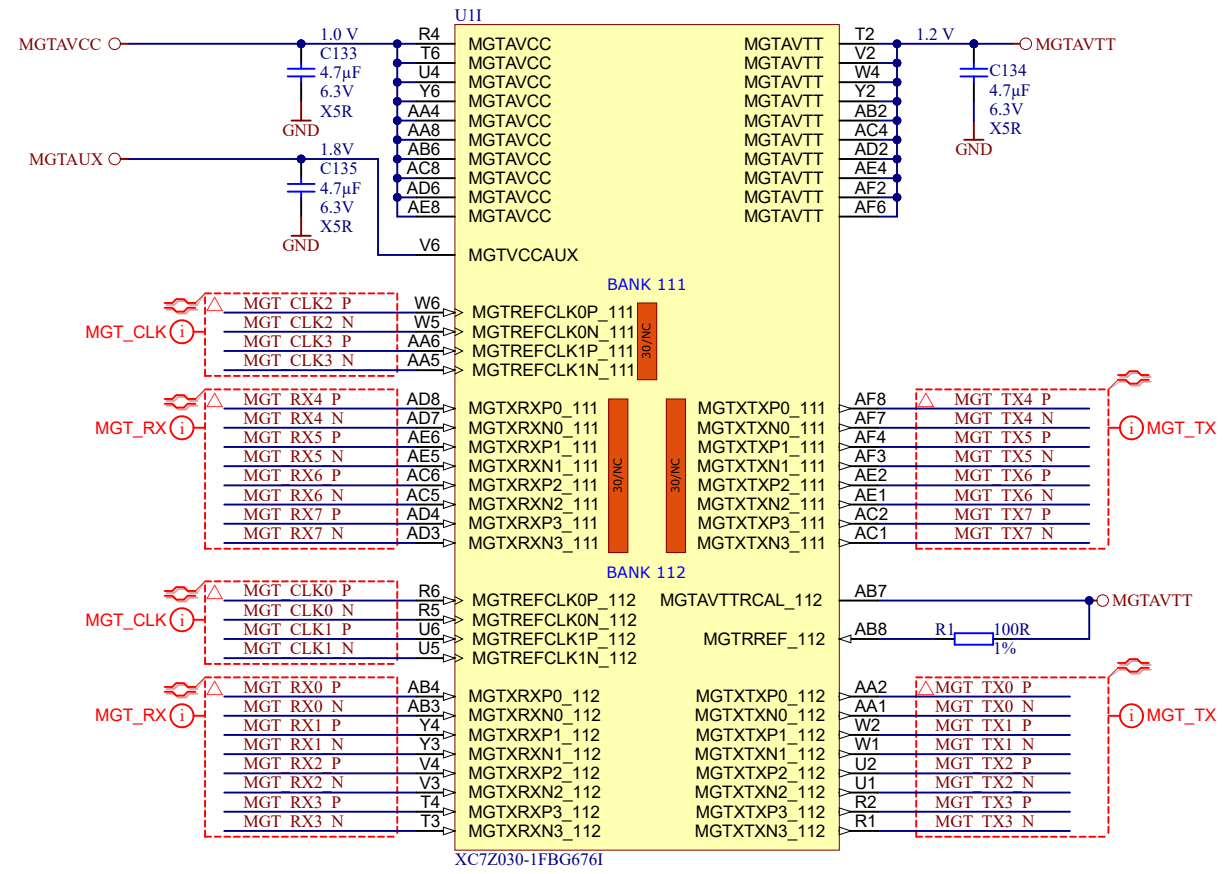 U1I
MGTAVCC 1.0 V R4 MGTAVCC MGTAVTT T2 1.2 V MGTAVTT
C133 T6 MGTAVCC MGTAVTT V2 C134
4.7µF U4 MGTAVCC MGTAVTT W4 4.7µF
6.3V Y6 MGTAVCC MGTAVTT Y2 6.3V
X5R AA4 MGTAVCC MGTAVTT AB2 X5R
GND AA8 MGTAVCC MGTAVTT AC4 GND
MGTAUX 1.8V AB6 MGTAVCC MGTAVTT AD2
C135 AC8 MGTAVCC MGTAVTT AE4
4.7µF AD6 MGTAVCC MGTAVTT AF2
6.3V AE8 MGTAVCC MGTAVTT AF6
X5R
GND V6 MGTVCCAUX
BANK 111
MGT_CLK i
MGT_CLK2_P W6 MGTREFCLK0P_111
MGT_CLK2_N W5 MGTREFCLK0N_111
MGT_CLK3_P AA6 MGTREFCLK1P_111
MGT_CLK3_N AA5 MGTREFCLK1N_111
30/NC
MGT_RX i
MGT_RX4_P AD8 MGTXRXP0_111 MGTXTXP0_111 AF8 MGT_TX4_P
MGT_RX4_N AD7 MGTXRXN0_111 MGTXTXN0_111 AF7 MGT_TX4_N
MGT_RX5_P AE6 MGTXRXP1_111 MGTXTXP1_111 AF4 MGT_TX5_P
MGT_RX5_N AE5 MGTXRXN1_111 MGTXTXN1_111 AF3 MGT_TX5_N
MGT_RX6_P AC6 MGTXRXP2_111 MGTXTXP2_111 AE2 MGT_TX6_P
MGT_RX6_N AC5 MGTXRXN2_111 MGTXTXN2_111 AE1 MGT_TX6_N
MGT_RX7_P AD4 MGTXRXP3_111 MGTXTXP3_111 AC2 MGT_TX7_P
MGT_RX7_N AD3 MGTXRXN3_111 MGTXTXN3_111 AC1 MGT_TX7_N
30/NC 30/NC
i MGT_TX
BANK 112
MGT_CLK i
MGT_CLK0_P R6 MGTREFCLK0P_112 MGTAVTTRCAL_112 AB7 MGTAVTT
MGT_CLK0_N R5 MGTREFCLK0N_112
MGT_CLK1_P U6 MGTREFCLK1P_112 MGTRREF_112 AB8 R1 100R
MGT_CLK1_N U5 MGTREFCLK1N_112 1%
MGT_RX i
MGT_RX0_P AB4 MGTXRXP0_112 MGTXTXP0_112 AA2 MGT_TX0_P
MGT_RX0_N AB3 MGTXRXN0_112 MGTXTXN0_112 AA1 MGT_TX0_N
MGT_RX1_P Y4 MGTXRXP1_112 MGTXTXP1_112 W2 MGT_TX1_P
MGT_RX1_N Y3 MGTXRXN1_112 MGTXTXN1_112 W1 MGT_TX1_N
MGT_RX2_P V4 MGTXRXP2_112 MGTXTXP2_112 U2 MGT_TX2_P
MGT_RX2_N V3 MGTXRXN2_112 MGTXTXN2_112 U1 MGT_TX2_N
MGT_RX3_P T4 MGTXRXP3_112 MGTXTXP3_112 R2 MGT_TX3_P
MGT_RX3_N T3 MGTXRXN3_112 MGTXTXN3_112 R1 MGT_TX3_N
i MGT_TX
XC7Z030-1FBG676I